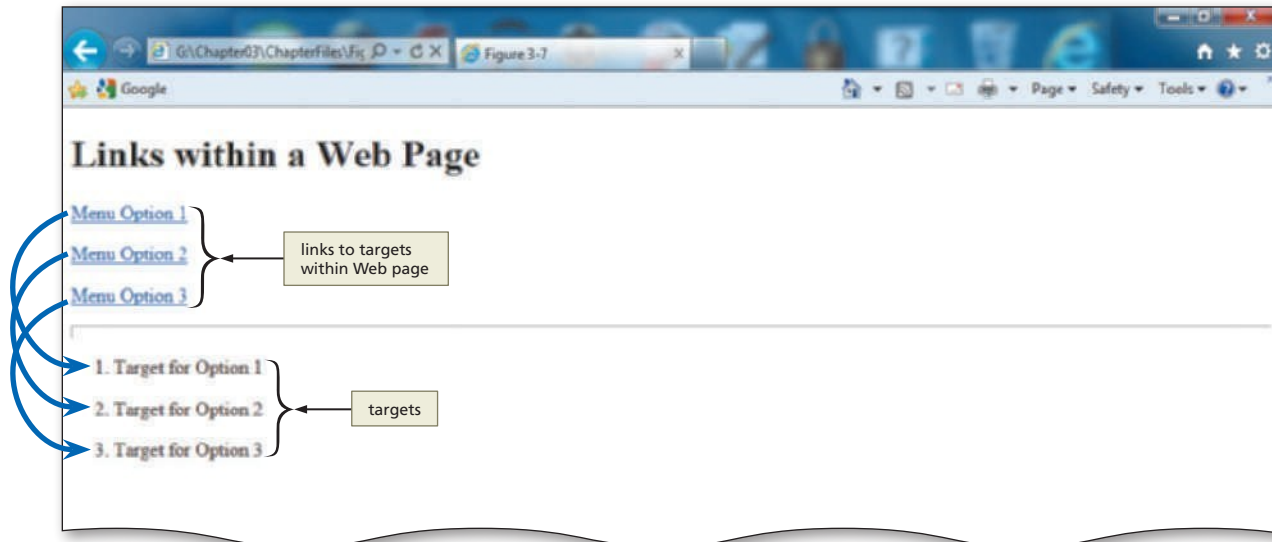 G:\Chapter03\ChapterFiles\Fig
Figure 3-7
Google
Page Safety Tools
Links within a Web Page
Menu Option 1
Menu Option 2
Menu Option 3
links to targets
within Web page
1. Target for Option 1
2. Target for Option 2
3. Target for Option 3
targets